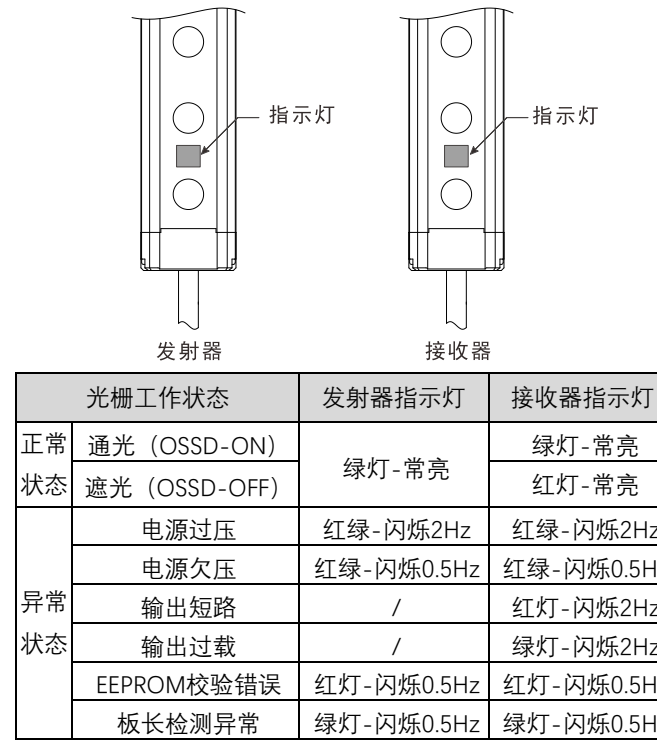 指示灯 指示灯
发射器 接收器
光栅工作状态 发射器指示灯 接收器指示灯
正常状态 通光（OSSD-ON） 绿灯-常亮 绿灯-常亮
遮光（OSSD-OFF） 红灯-常亮
异常状态 电源过压 红绿-闪烁2Hz 红绿-闪烁2Hz
电源欠压 红绿-闪烁0.5Hz 红绿-闪烁0.5H
输出短路 / 红灯-闪烁2Hz
输出过载 / 绿灯-闪烁2Hz
EEPROM校验错误 红灯-闪烁0.5Hz 红灯-闪烁0.5H
板长检测异常 绿灯-闪烁0.5Hz 绿灯-闪烁0.5H